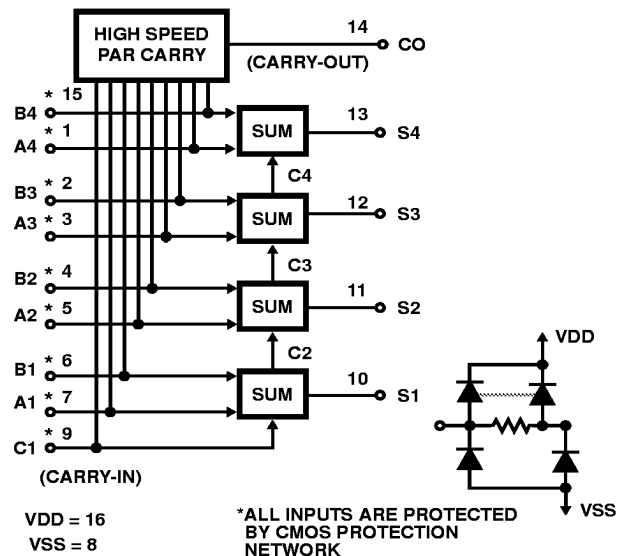 HIGH SPEED
PAR CARRY
14
CO
(CARRY-OUT)
* 15
B4
13
SUM
S4
* 1
A4
C4
* 2
B3
12
SUM
S3
* 3
A3
C3
* 4
B2
11
SUM
S2
* 5
A2
C2
VDD
* 6
B1
10
SUM
S1
* 7
A1
* 9
C1
(CARRY-IN)
VSS
VDD = 16
VSS = 8
*ALL INPUTS ARE PROTECTED
BY CMOS PROTECTION
NETWORK